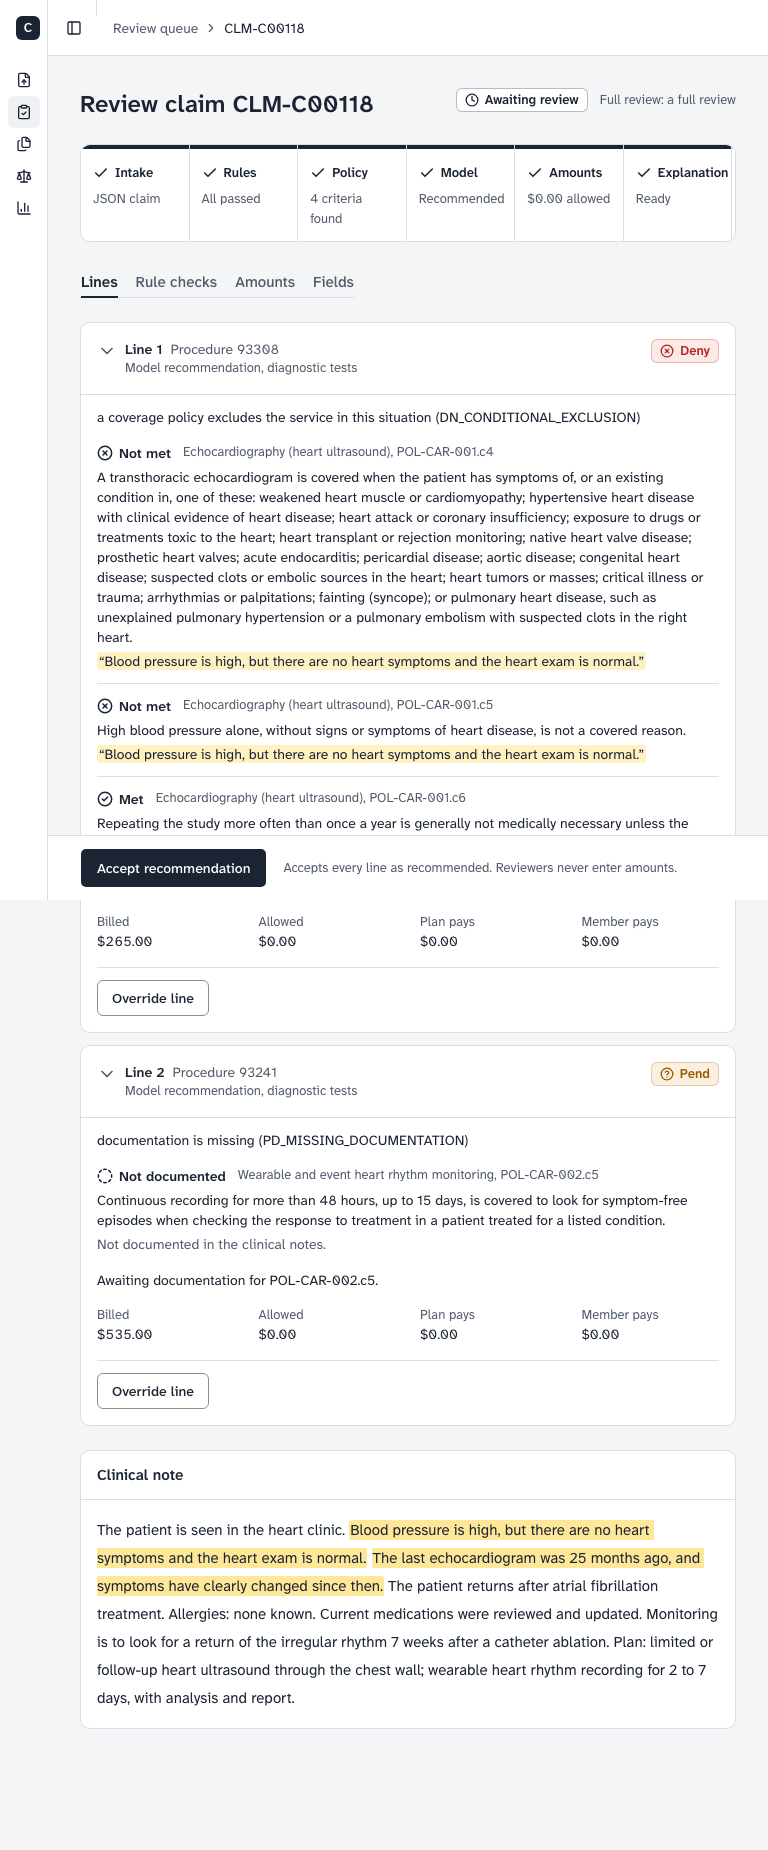 C
Review queue > CLM-C00118
Review claim CLM-C00118
Awaiting review
Full review: a full review
Intake
JSON claim
Rules
All passed
Policy
4 criteria
found
Model
Recommended
Amounts
$0.00 allowed
Explanation
Ready
Lines
Rule checks
Amounts
Fields
Line 1 Procedure 93308
Model recommendation, diagnostic tests
Deny
a coverage policy excludes the service in this situation (DN_CONDITIONAL_EXCLUSION)
Not met Echocardiography (heart ultrasound), POL-CAR-001.c4
A transthoracic echocardiogram is covered when the patient has symptoms of, or an existing
condition in, one of these: weakened heart muscle or cardiomyopathy; hypertensive heart disease
with clinical evidence of heart disease; heart attack or coronary insufficiency; exposure to drugs or
treatments toxic to the heart; heart transplant or rejection monitoring; native heart valve disease;
prosthetic heart valves; acute endocarditis; pericardial disease; aortic disease; congenital heart
disease; suspected clots or embolic sources in the heart; heart tumors or masses; critical illness or
trauma; arrhythmias or palpitations; fainting (syncope); or pulmonary heart disease, such as
unexplained pulmonary hypertension or a pulmonary embolism with suspected clots in the right
heart.
“Blood pressure is high, but there are no heart symptoms and the heart exam is normal.”
Not met Echocardiography (heart ultrasound), POL-CAR-001.c5
High blood pressure alone, without signs or symptoms of heart disease, is not a covered reason.
“Blood pressure is high, but there are no heart symptoms and the heart exam is normal.”
Met Echocardiography (heart ultrasound), POL-CAR-001.c6
Repeating the study more often than once a year is generally not medically necessary unless the
Accept recommendation
Accepts every line as recommended. Reviewers never enter amounts.
Billed Allowed Plan pays Member pays
$265.00 $0.00 $0.00 $0.00
Override line
Line 2 Procedure 93241
Model recommendation, diagnostic tests
Pend
documentation is missing (PD_MISSING_DOCUMENTATION)
Not documented Wearable and event heart rhythm monitoring, POL-CAR-002.c5
Continuous recording for more than 48 hours, up to 15 days, is covered to look for symptom-free
episodes when checking the response to treatment in a patient treated for a listed condition.
Not documented in the clinical notes.
Awaiting documentation for POL-CAR-002.c5.
Billed Allowed Plan pays Member pays
$535.00 $0.00 $0.00 $0.00
Override line
Clinical note
The patient is seen in the heart clinic. Blood pressure is high, but there are no heart
symptoms and the heart exam is normal. The last echocardiogram was 25 months ago, and
symptoms have clearly changed since then. The patient returns after atrial fibrillation
treatment. Allergies: none known. Current medications were reviewed and updated. Monitoring
is to look for a return of the irregular rhythm 7 weeks after a catheter ablation. Plan: limited or
follow-up heart ultrasound through the chest wall; wearable heart rhythm recording for 2 to 7
days, with analysis and report.